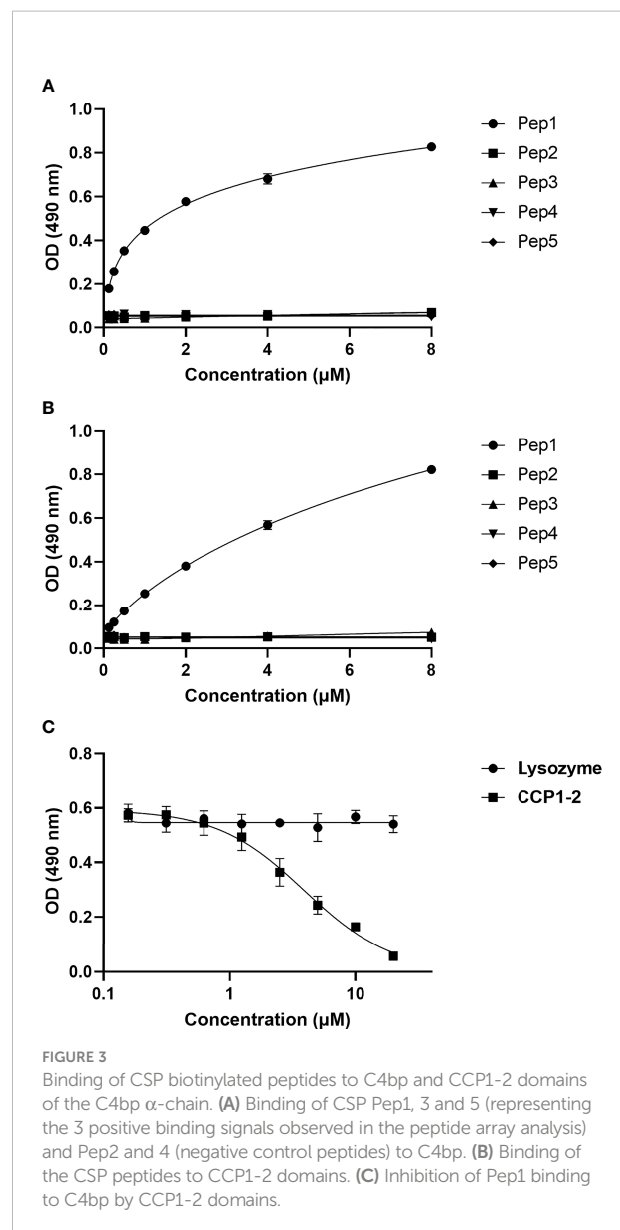 A
1.0
0.8
0.6
0.4
0.2
0.0
OD (490 nm)
0 2 4 6 8
Concentration (µM)
Pep1
Pep2
Pep3
Pep4
Pep5
B
1.0
0.8
0.6
0.4
0.2
0.0
OD (490 nm)
0 2 4 6 8
Concentration (µM)
Pep1
Pep2
Pep3
Pep4
Pep5
C
0.8
0.6
0.4
0.2
0.0
OD (490 nm)
0.1 1 10
Concentration (µM)
Lysozyme
CCP1-2
FIGURE 3
Binding of CSP biotinylated peptides to C4bp and CCP1-2 domains
of the C4bp α-chain. (A) Binding of CSP Pep1, 3 and 5 (representing
the 3 positive binding signals observed in the peptide array analysis)
and Pep2 and 4 (negative control peptides) to C4bp. (B) Binding of
the CSP peptides to CCP1-2 domains. (C) Inhibition of Pep1 binding
to C4bp by CCP1-2 domains.